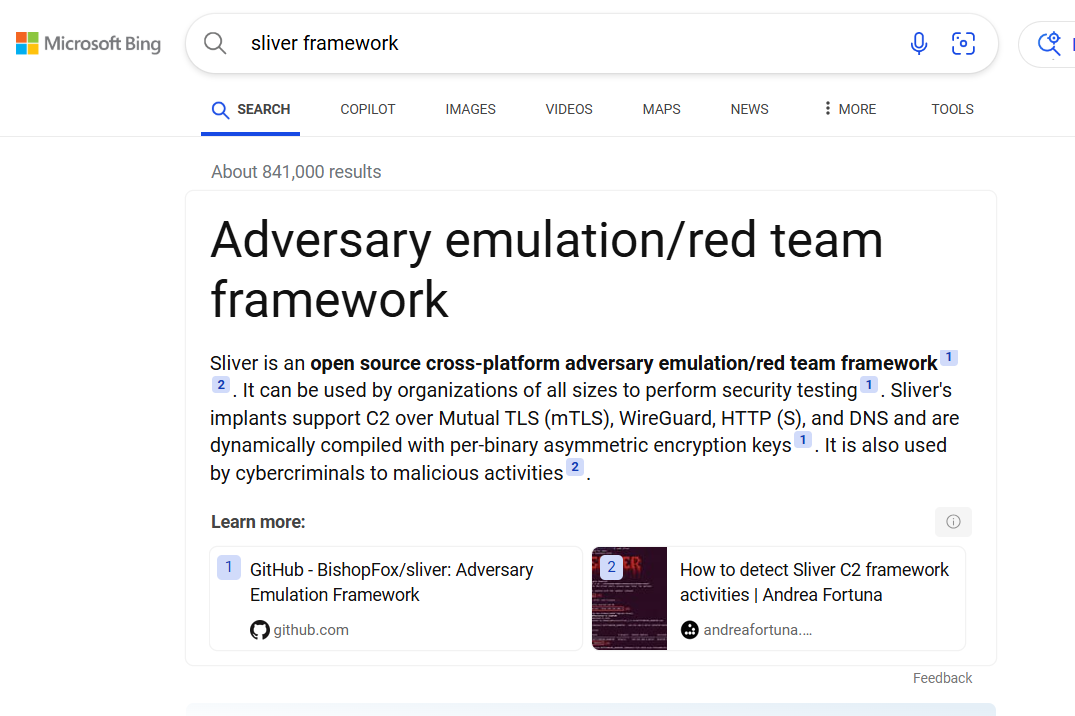 Microsoft Bing
sliver framework
SEARCH COPILOT IMAGES VIDEOS MAPS NEWS MORE TOOLS
About 841,000 results
Adversary emulation/red team
framework
Sliver is an open source cross-platform adversary emulation/red team framework 1
2 . It can be used by organizations of all sizes to perform security testing 1 . Sliver's
implants support C2 over Mutual TLS (mTLS), WireGuard, HTTP (S), and DNS and are
dynamically compiled with per-binary asymmetric encryption keys 1 . It is also used
by cybercriminals to malicious activities 2 .
Learn more:
1 GitHub - BishopFox/sliver: Adversary
Emulation Framework
github.com
2 How to detect Sliver C2 framework
activities | Andrea Fortuna
andreafortuna....
Feedback